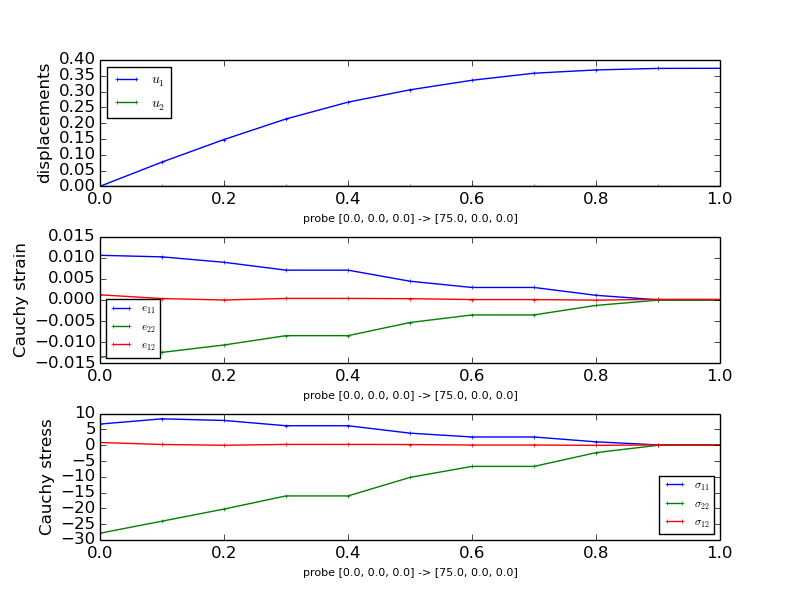 displacements
0.40
0.35
0.30
0.25
0.20
0.15
0.10
0.05
0.00
u₁
u₂
0.0 0.2 0.4 0.6 0.8 1.0
probe [0.0, 0.0, 0.0] -> [75.0, 0.0, 0.0]
Cauchy strain
0.015
0.010
0.005
0.000
−0.005
−0.010
−0.015
e₁₁
e₂₂
e₁₂
0.0 0.2 0.4 0.6 0.8 1.0
probe [0.0, 0.0, 0.0] -> [75.0, 0.0, 0.0]
Cauchy stress
10
5
0
−5
−10
−15
−20
−25
−30
σ₁₁
σ₂₂
σ₁₂
0.0 0.2 0.4 0.6 0.8 1.0
probe [0.0, 0.0, 0.0] -> [75.0, 0.0, 0.0]